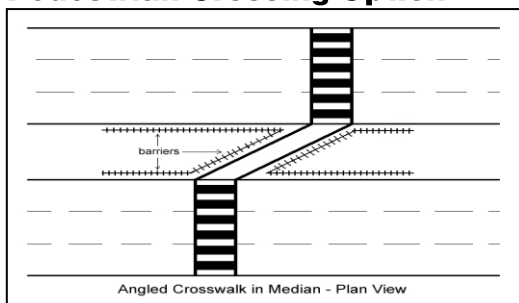 Pedestrian Crossing Option
barriers
Angled Crosswalk in Median - Plan View